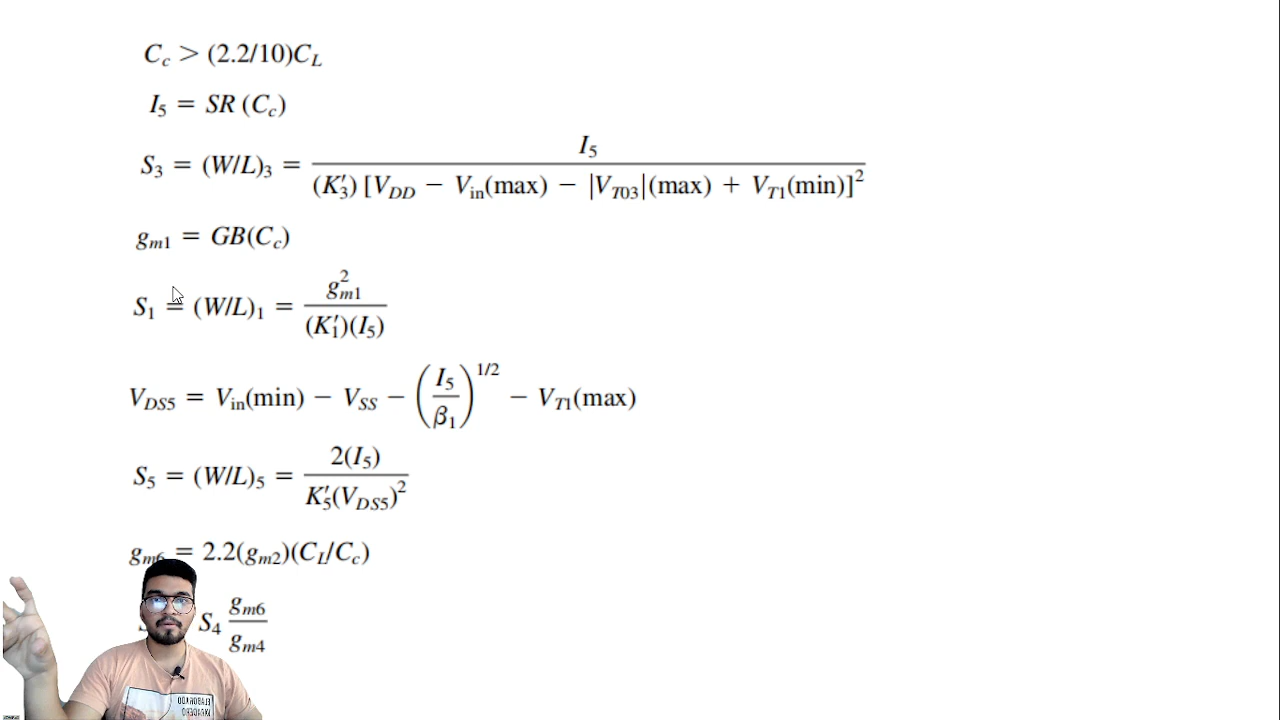 C_c > (2.2/10)C_L
I_5 = SR (C_c)
S_3 = (W/L)_3 = I_5 / (K'_3) [V_DD − V_in(max) − |V_T03|(max) + V_T1(min)]^2
g_m1 = GB(C_c)
S_1 = (W/L)_1 = g_m1^2 / (K'_1)(I_5)
V_DS5 = V_in(min) − V_SS − (I_5/β_1)^1/2 − V_T1(max)
S_5 = (W/L)_5 = 2(I_5) / K'_5(V_DS5)^2
g_m6 = 2.2(g_m2)(C_L/C_c)
S_4 g_m6 / g_m4
ELABORADO